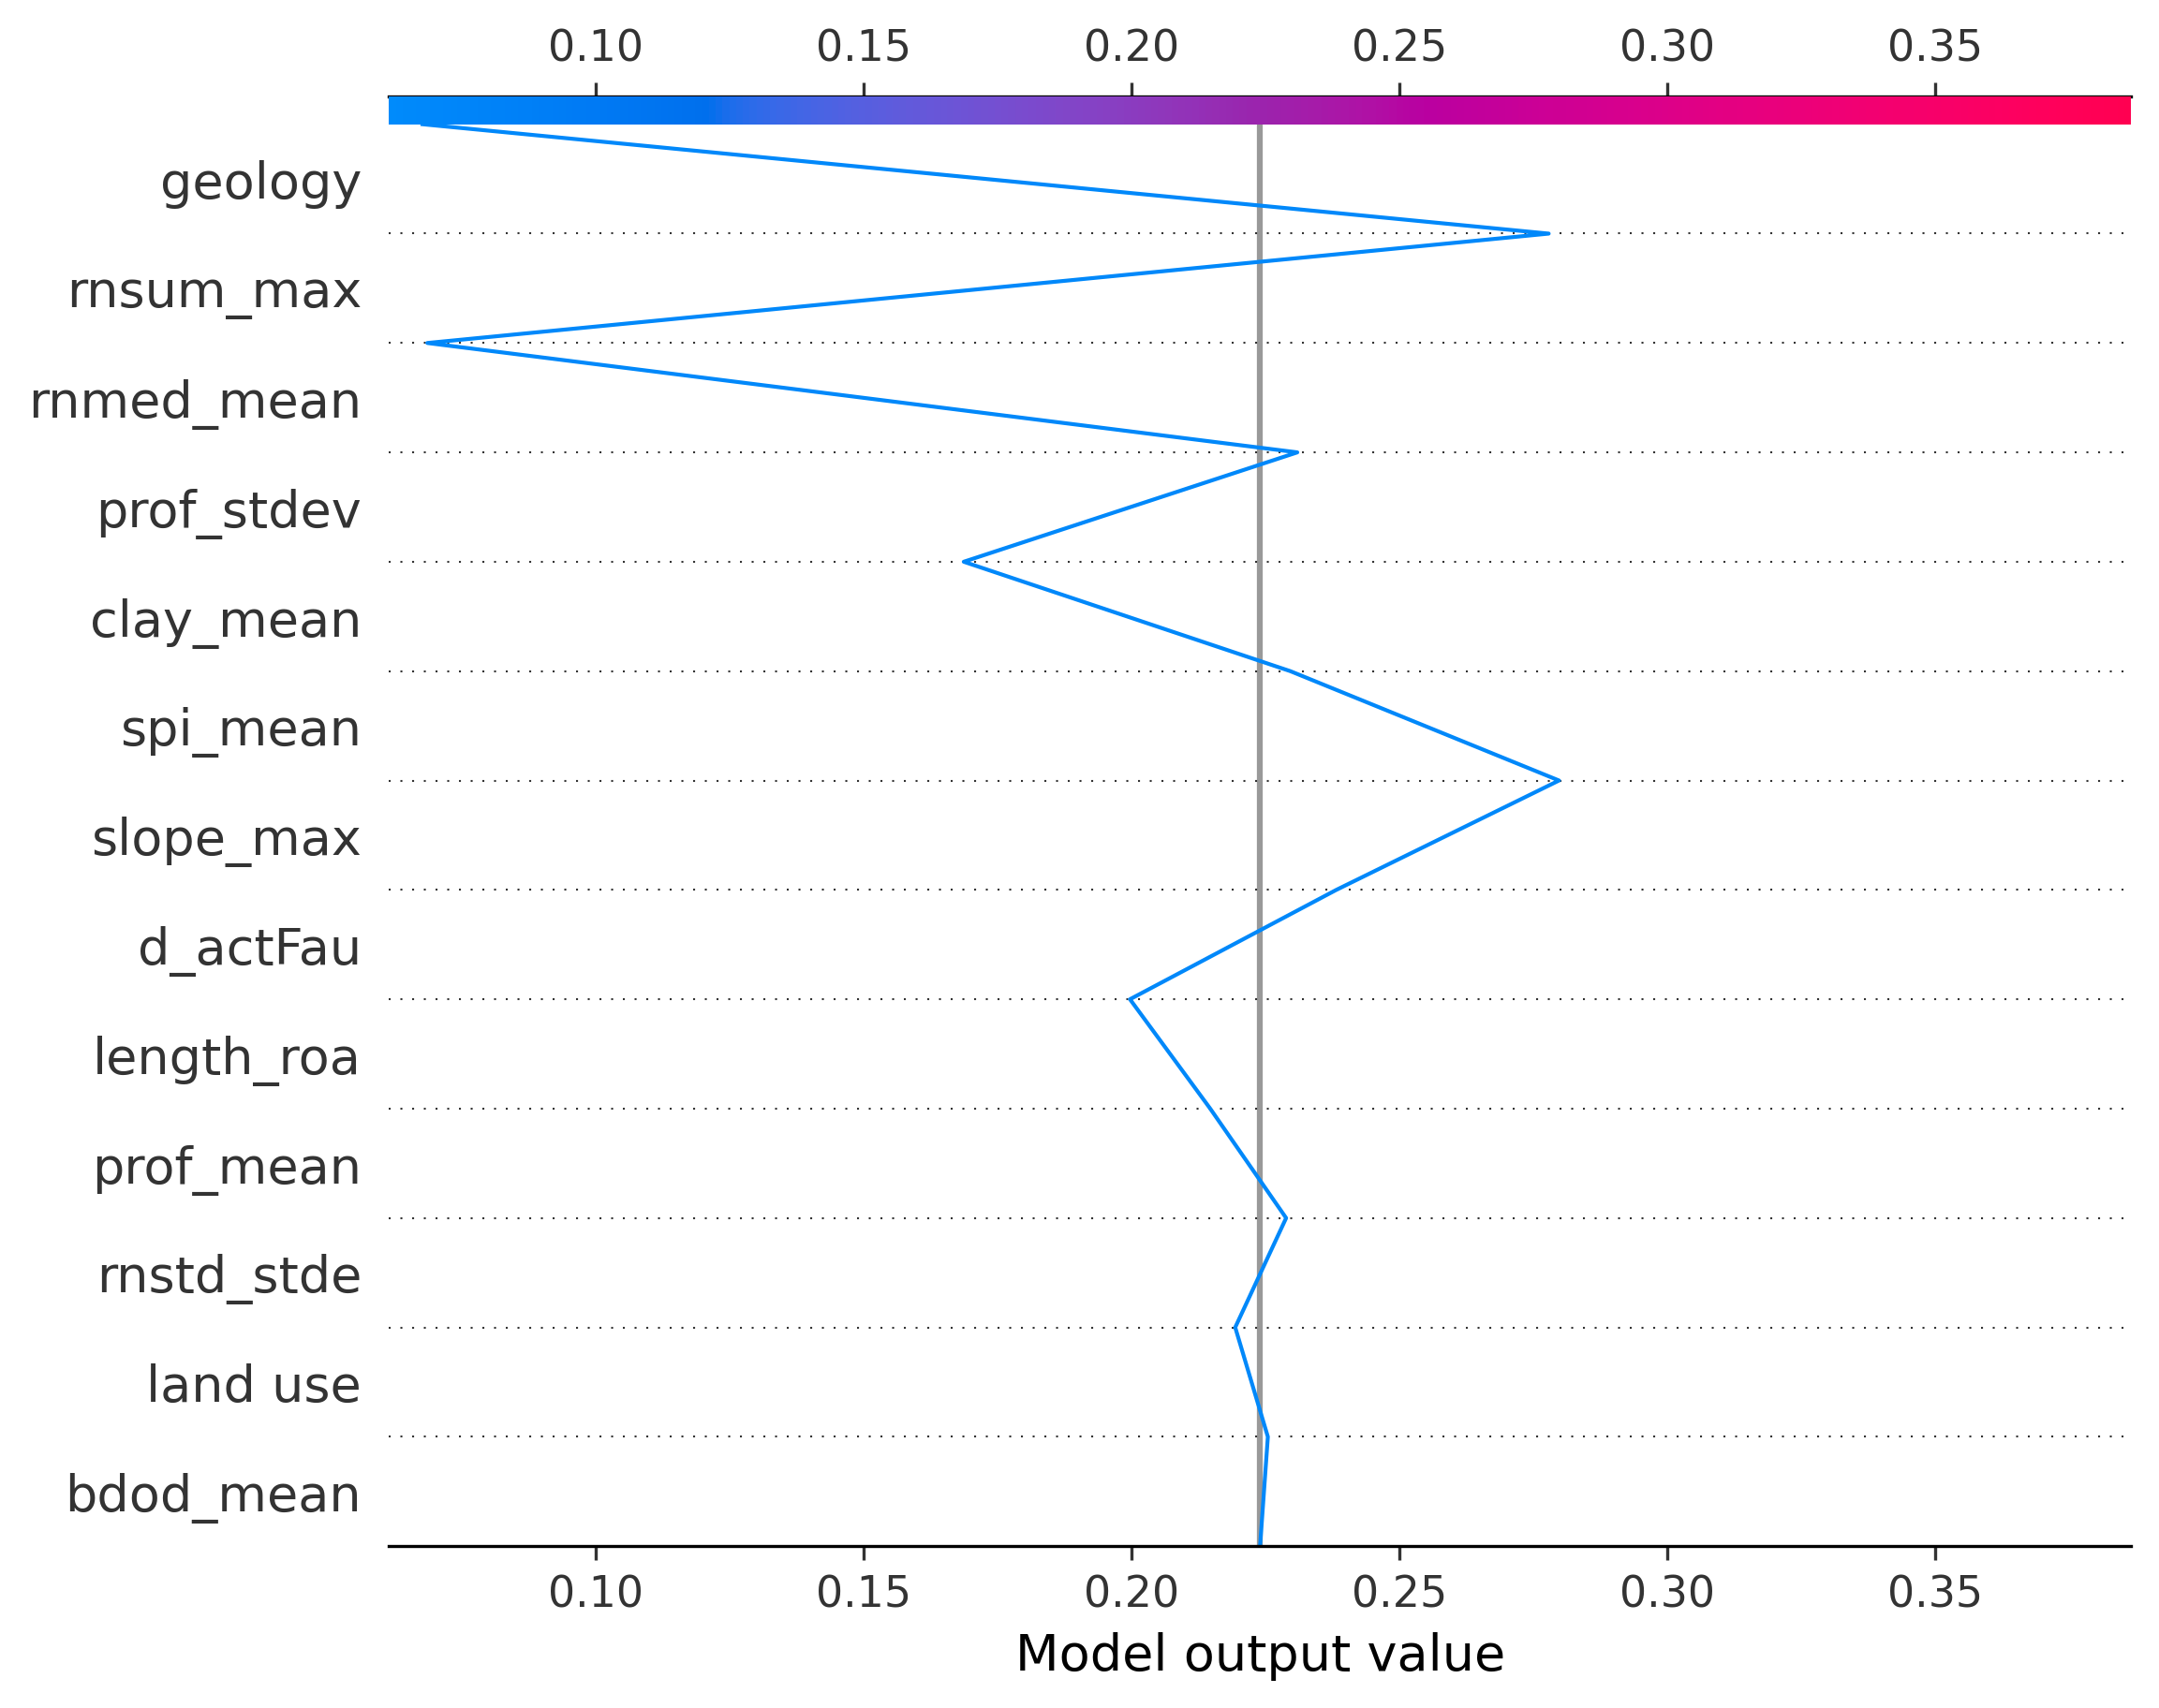 0.10 0.15 0.20 0.25 0.30 0.35
geology
rnsum_max
rnmed_mean
prof_stdev
clay_mean
spi_mean
slope_max
d_actFau
length_roa
prof_mean
rnstd_stde
land use
bdod_mean
0.10 0.15 0.20 0.25 0.30 0.35
Model output value